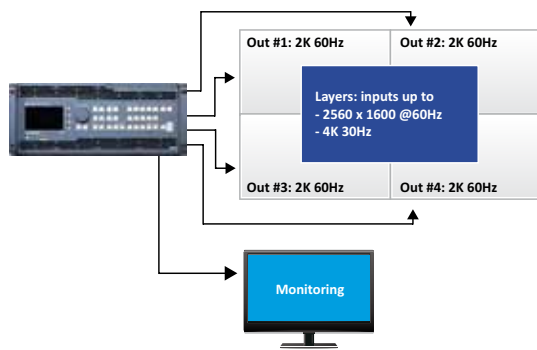 Out #1: 2K 60Hz
Out #2: 2K 60Hz
Layers: inputs up to
- 2560 x 1600 @60Hz
- 4K 30Hz
Out #3: 2K 60Hz
Out #4: 2K 60Hz
Monitoring